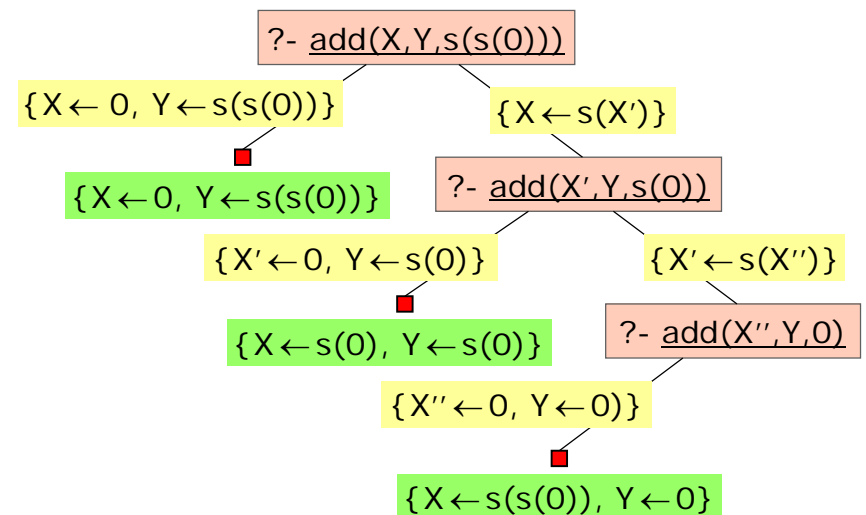 ?- add(X,Y,s(s(0)))
{X←0, Y←s(s(0))}
{X←s(X')}
{X←0, Y←s(s(0))}
?- add(X',Y,s(0))
{X'←0, Y←s(0)}
{X'←s(X'')}
{X←s(0), Y←s(0)}
?- add(X'',Y,0)
{X''←0, Y←0)}
{X←s(s(0)), Y←0}